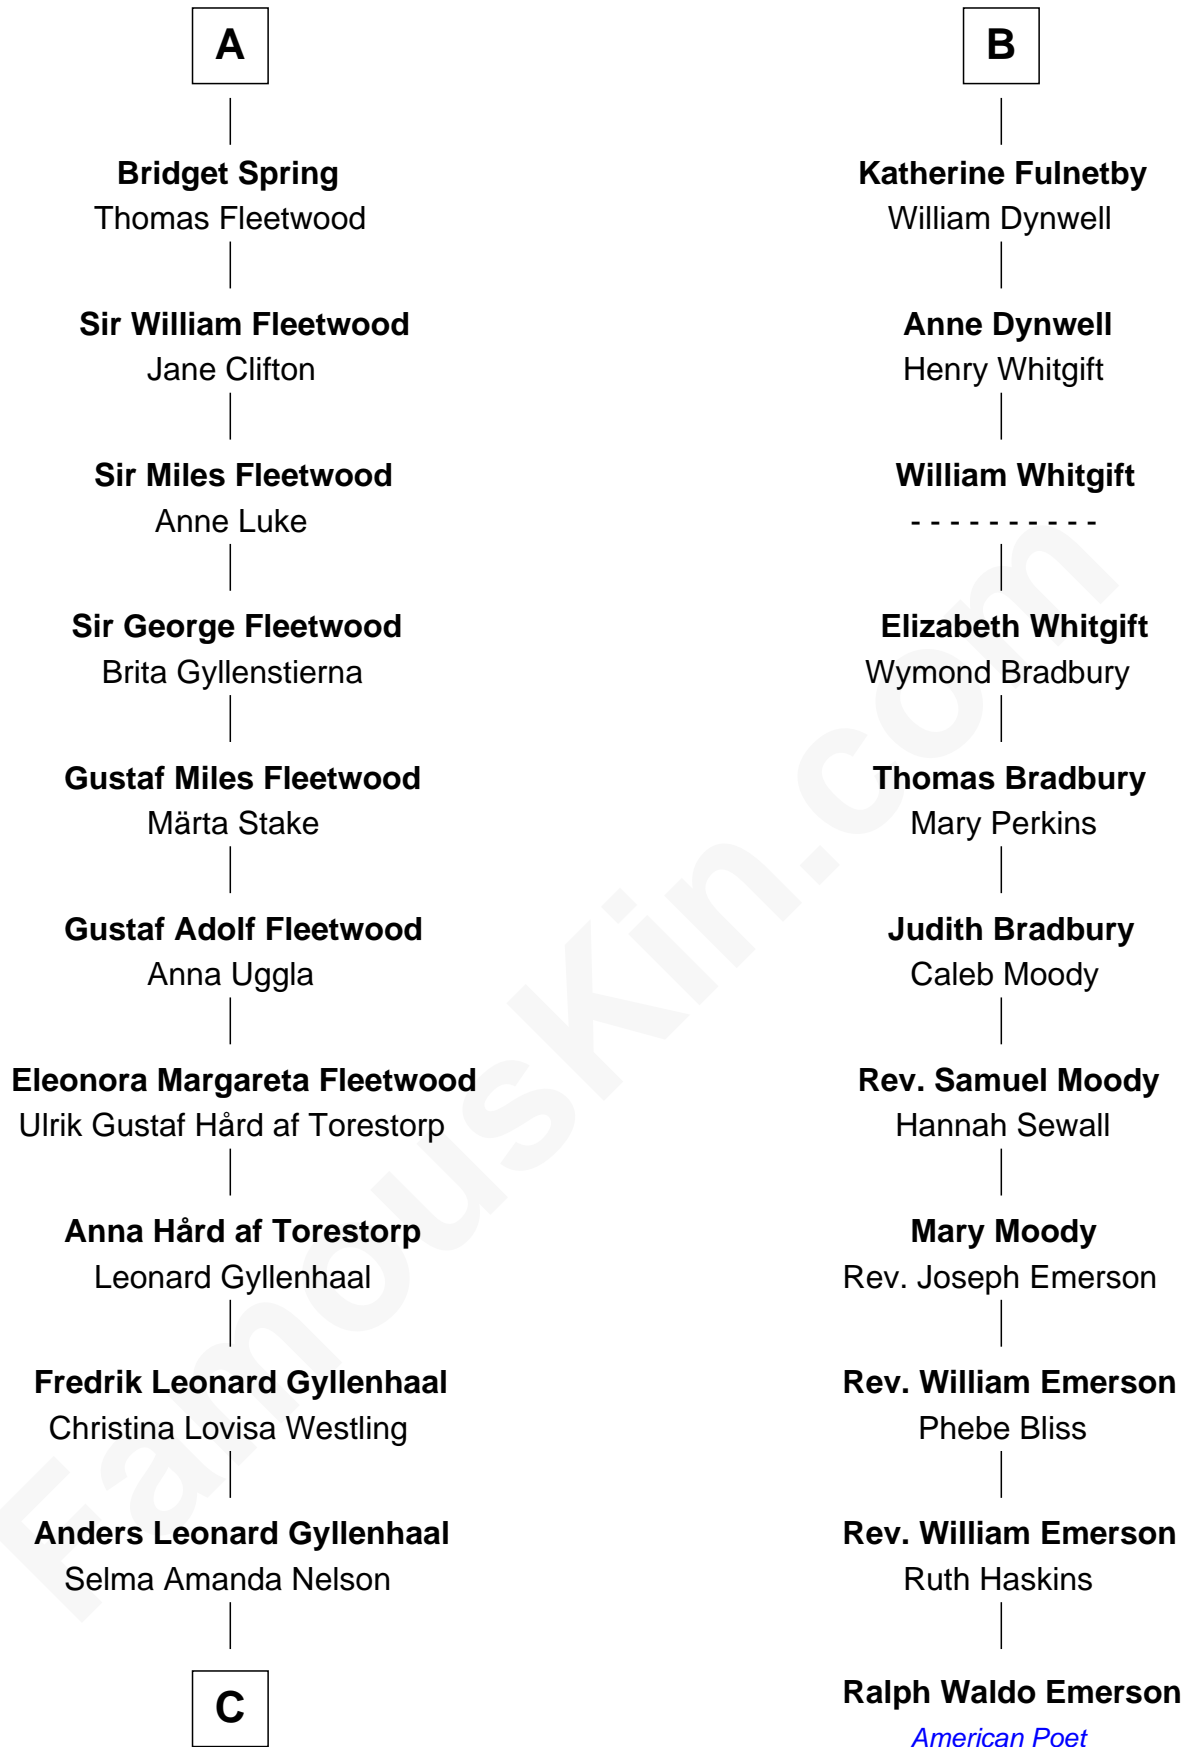 A
Bridget Spring
Thomas Fleetwood
Sir William Fleetwood
Jane Clifton
Sir Miles Fleetwood
Anne Luke
Sir George Fleetwood
Brita Gyllenstierna
Gustaf Miles Fleetwood
Märta Stake
Gustaf Adolf Fleetwood
Anna Uggla
Eleonora Margareta Fleetwood
Ulrik Gustaf Hård af Torestorp
Anna Hård af Torestorp
Leonard Gyllenhaal
Fredrik Leonard Gyllenhaal
Christina Lovisa Westling
Anders Leonard Gyllenhaal
Selma Amanda Nelson
C
B
Katherine Fulnetby
William Dynwell
Anne Dynwell
Henry Whitgift
William Whitgift
- - - - - - - - - -
Elizabeth Whitgift
Wymond Bradbury
Thomas Bradbury
Mary Perkins
Judith Bradbury
Caleb Moody
Rev. Samuel Moody
Hannah Sewall
Mary Moody
Rev. Joseph Emerson
Rev. William Emerson
Phebe Bliss
Rev. William Emerson
Ruth Haskins
Ralph Waldo Emerson
American Poet
FamousKin.com